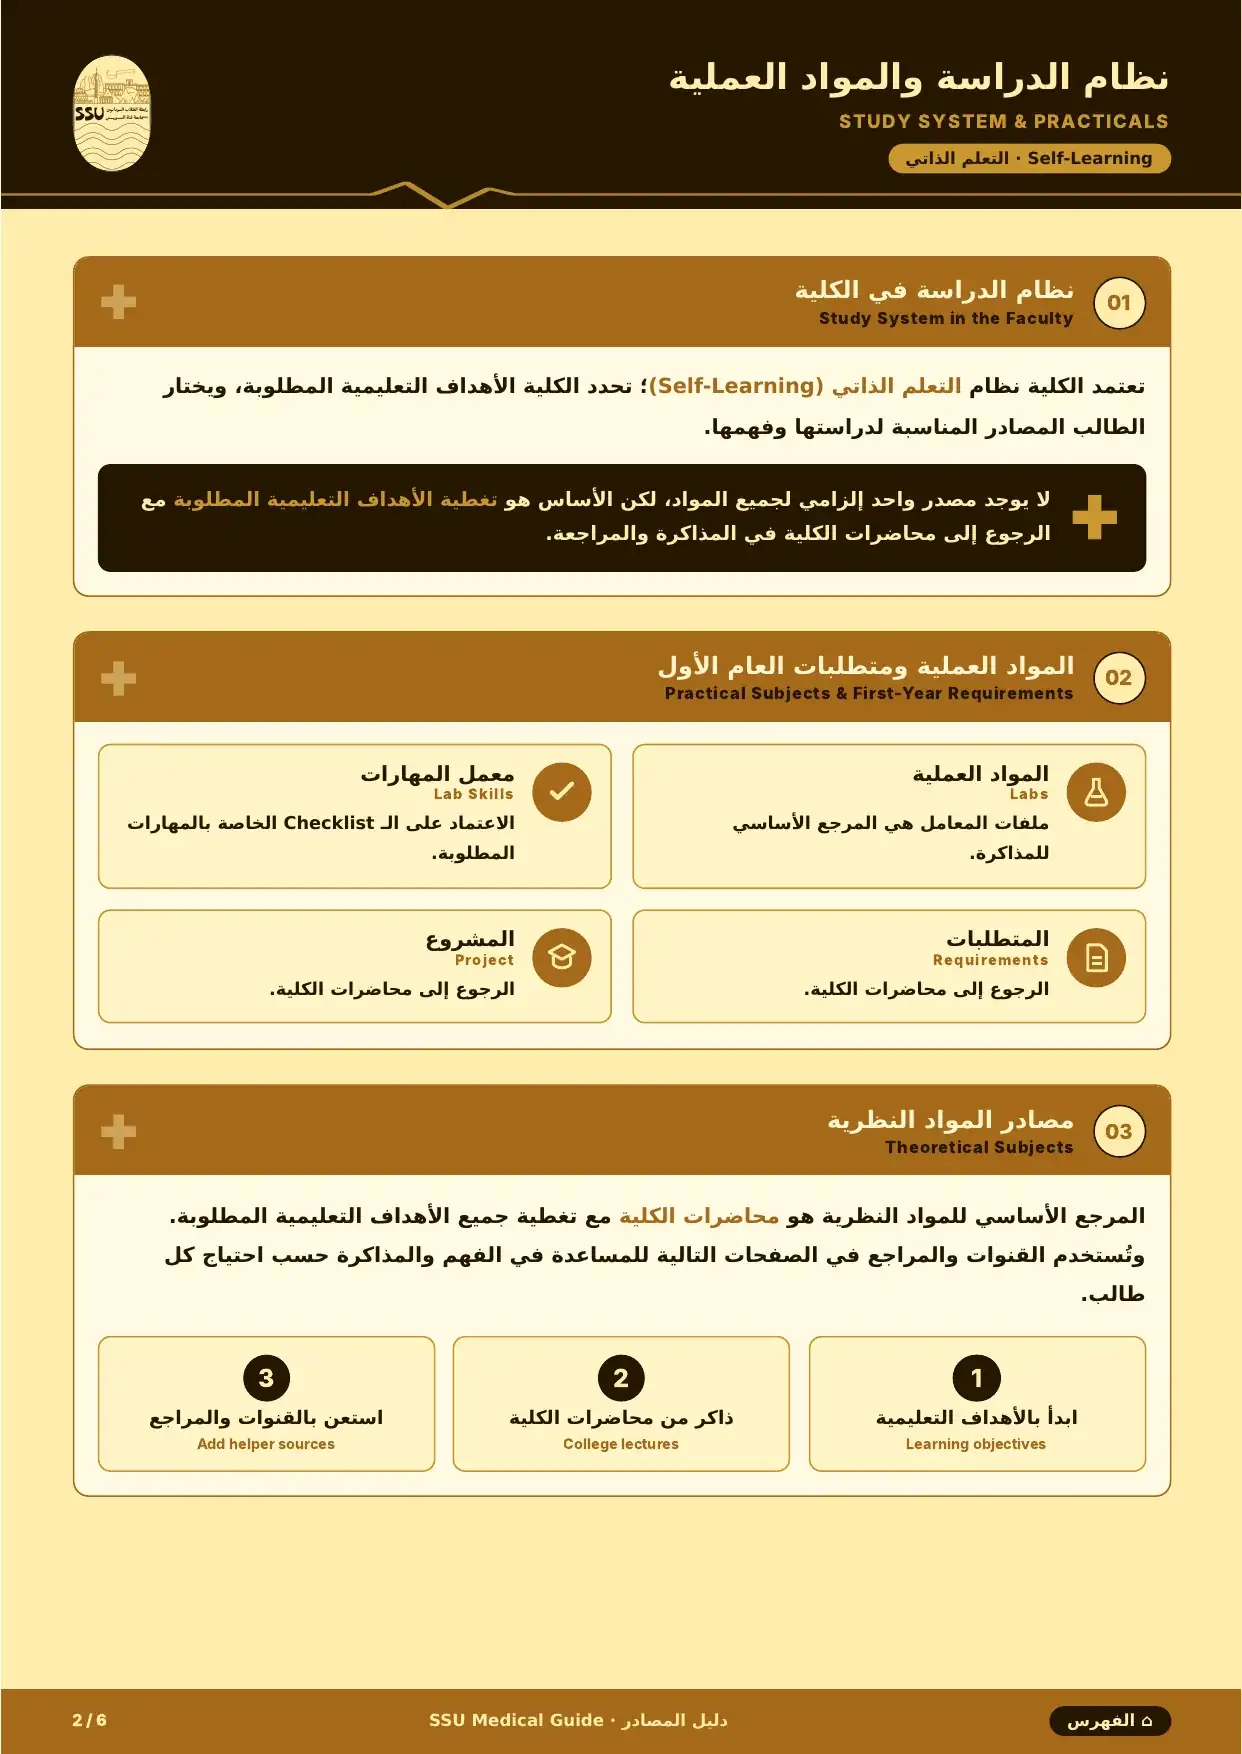 نظام الدراسة والمواد العملية
STUDY SYSTEM & PRACTICALS
Self-Learning · التعلم الذاتي
SSU
رابطة الطلاب السودانيين
جامعة قناة السويس
01
نظام الدراسة في الكلية
Study System in the Faculty
تعتمد الكلية نظام التعلم الذاتي (Self-Learning)؛ تحدد الكلية الأهداف التعليمية المطلوبة، ويختار
الطالب المصادر المناسبة لدراستها وفهمها.
لا يوجد مصدر واحد إلزامي لجميع المواد، لكن الأساس هو تغطية الأهداف التعليمية المطلوبة مع
الرجوع إلى محاضرات الكلية في المذاكرة والمراجعة.
02
المواد العملية ومتطلبات العام الأول
Practical Subjects & First-Year Requirements
المواد العملية
Labs
ملفات المعامل هي المرجع الأساسي
للمذاكرة.
معمل المهارات
Lab Skills
الاعتماد على الـ Checklist الخاصة بالمهارات
المطلوبة.
المتطلبات
Requirements
الرجوع إلى محاضرات الكلية.
المشروع
Project
الرجوع إلى محاضرات الكلية.
03
مصادر المواد النظرية
Theoretical Subjects
المرجع الأساسي للمواد النظرية هو محاضرات الكلية مع تغطية جميع الأهداف التعليمية المطلوبة.
وتُستخدم القنوات والمراجع في الصفحات التالية للمساعدة في الفهم والمذاكرة حسب احتياج كل
طالب.
1
ابدأ بالأهداف التعليمية
Learning objectives
2
ذاكر من محاضرات الكلية
College lectures
3
استعن بالقنوات والمراجع
Add helper sources
⌂ الفهرس
دليل المصادر · SSU Medical Guide
2 / 6